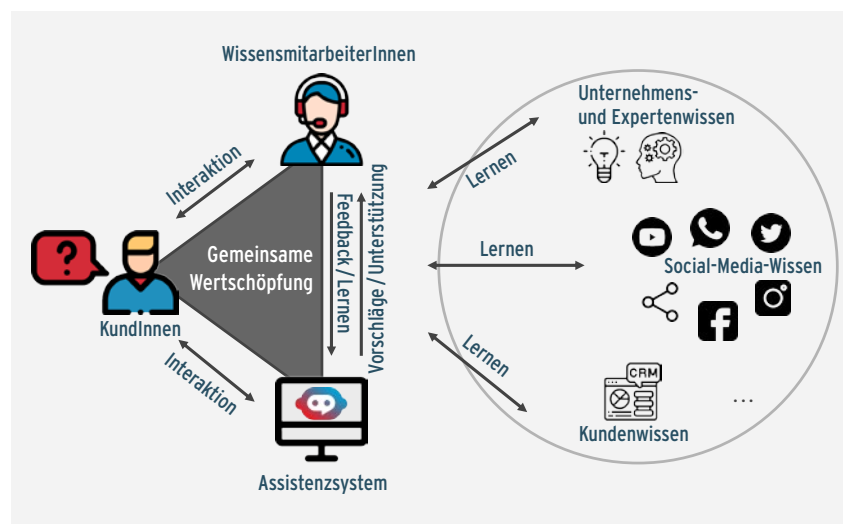 WissensmitarbeiterInnen
Interaktion
?
Gemeinsame
Wertschöpfung
KundInnen
Feedback / Lernen
Vorschläge / Unterstützung
Interaktion
Assistenzsystem
Lernen
Lernen
Lernen
Unternehmens-
und Expertenwissen
Social-Media-Wissen
CRM
...
Kundenwissen